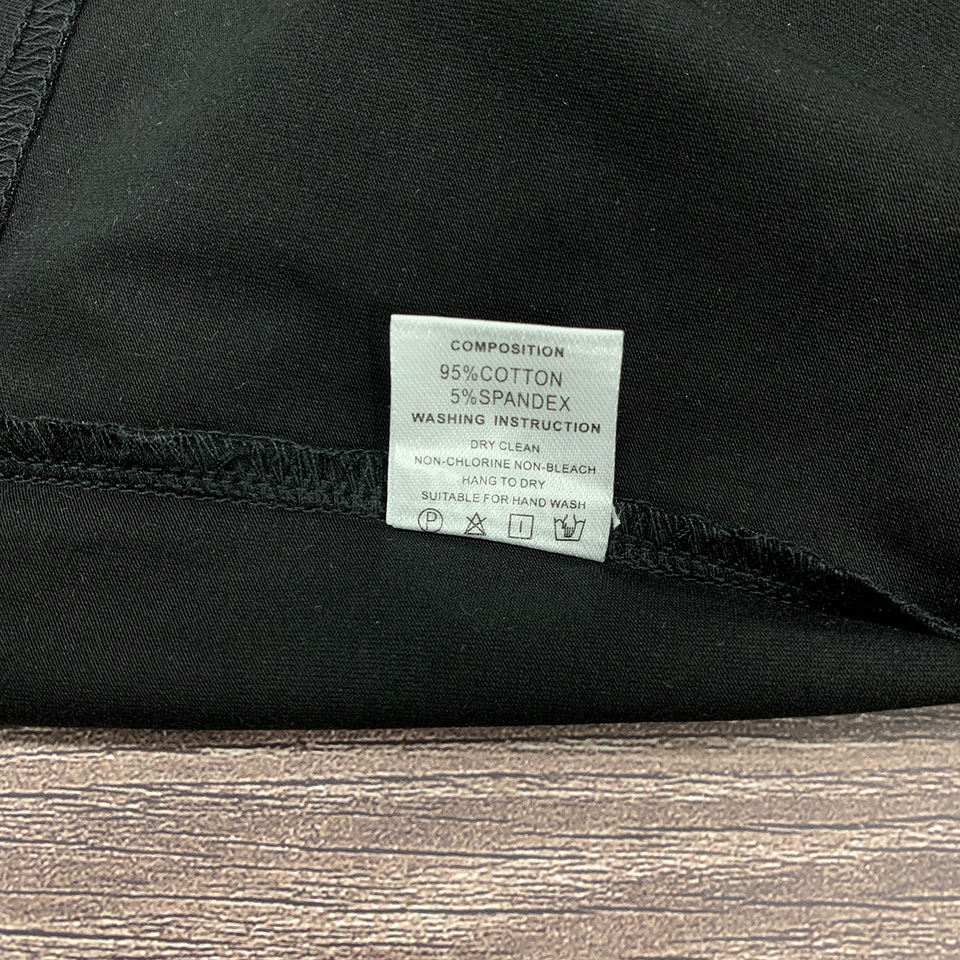 COMPOSITION
95%COTTON
5%SPANDEX
WASHING INSTRUCTION
DRY CLEAN
NON-CHLORINE NON-BLEACH
HANG TO DRY
SUITABLE FOR HAND WASH
P